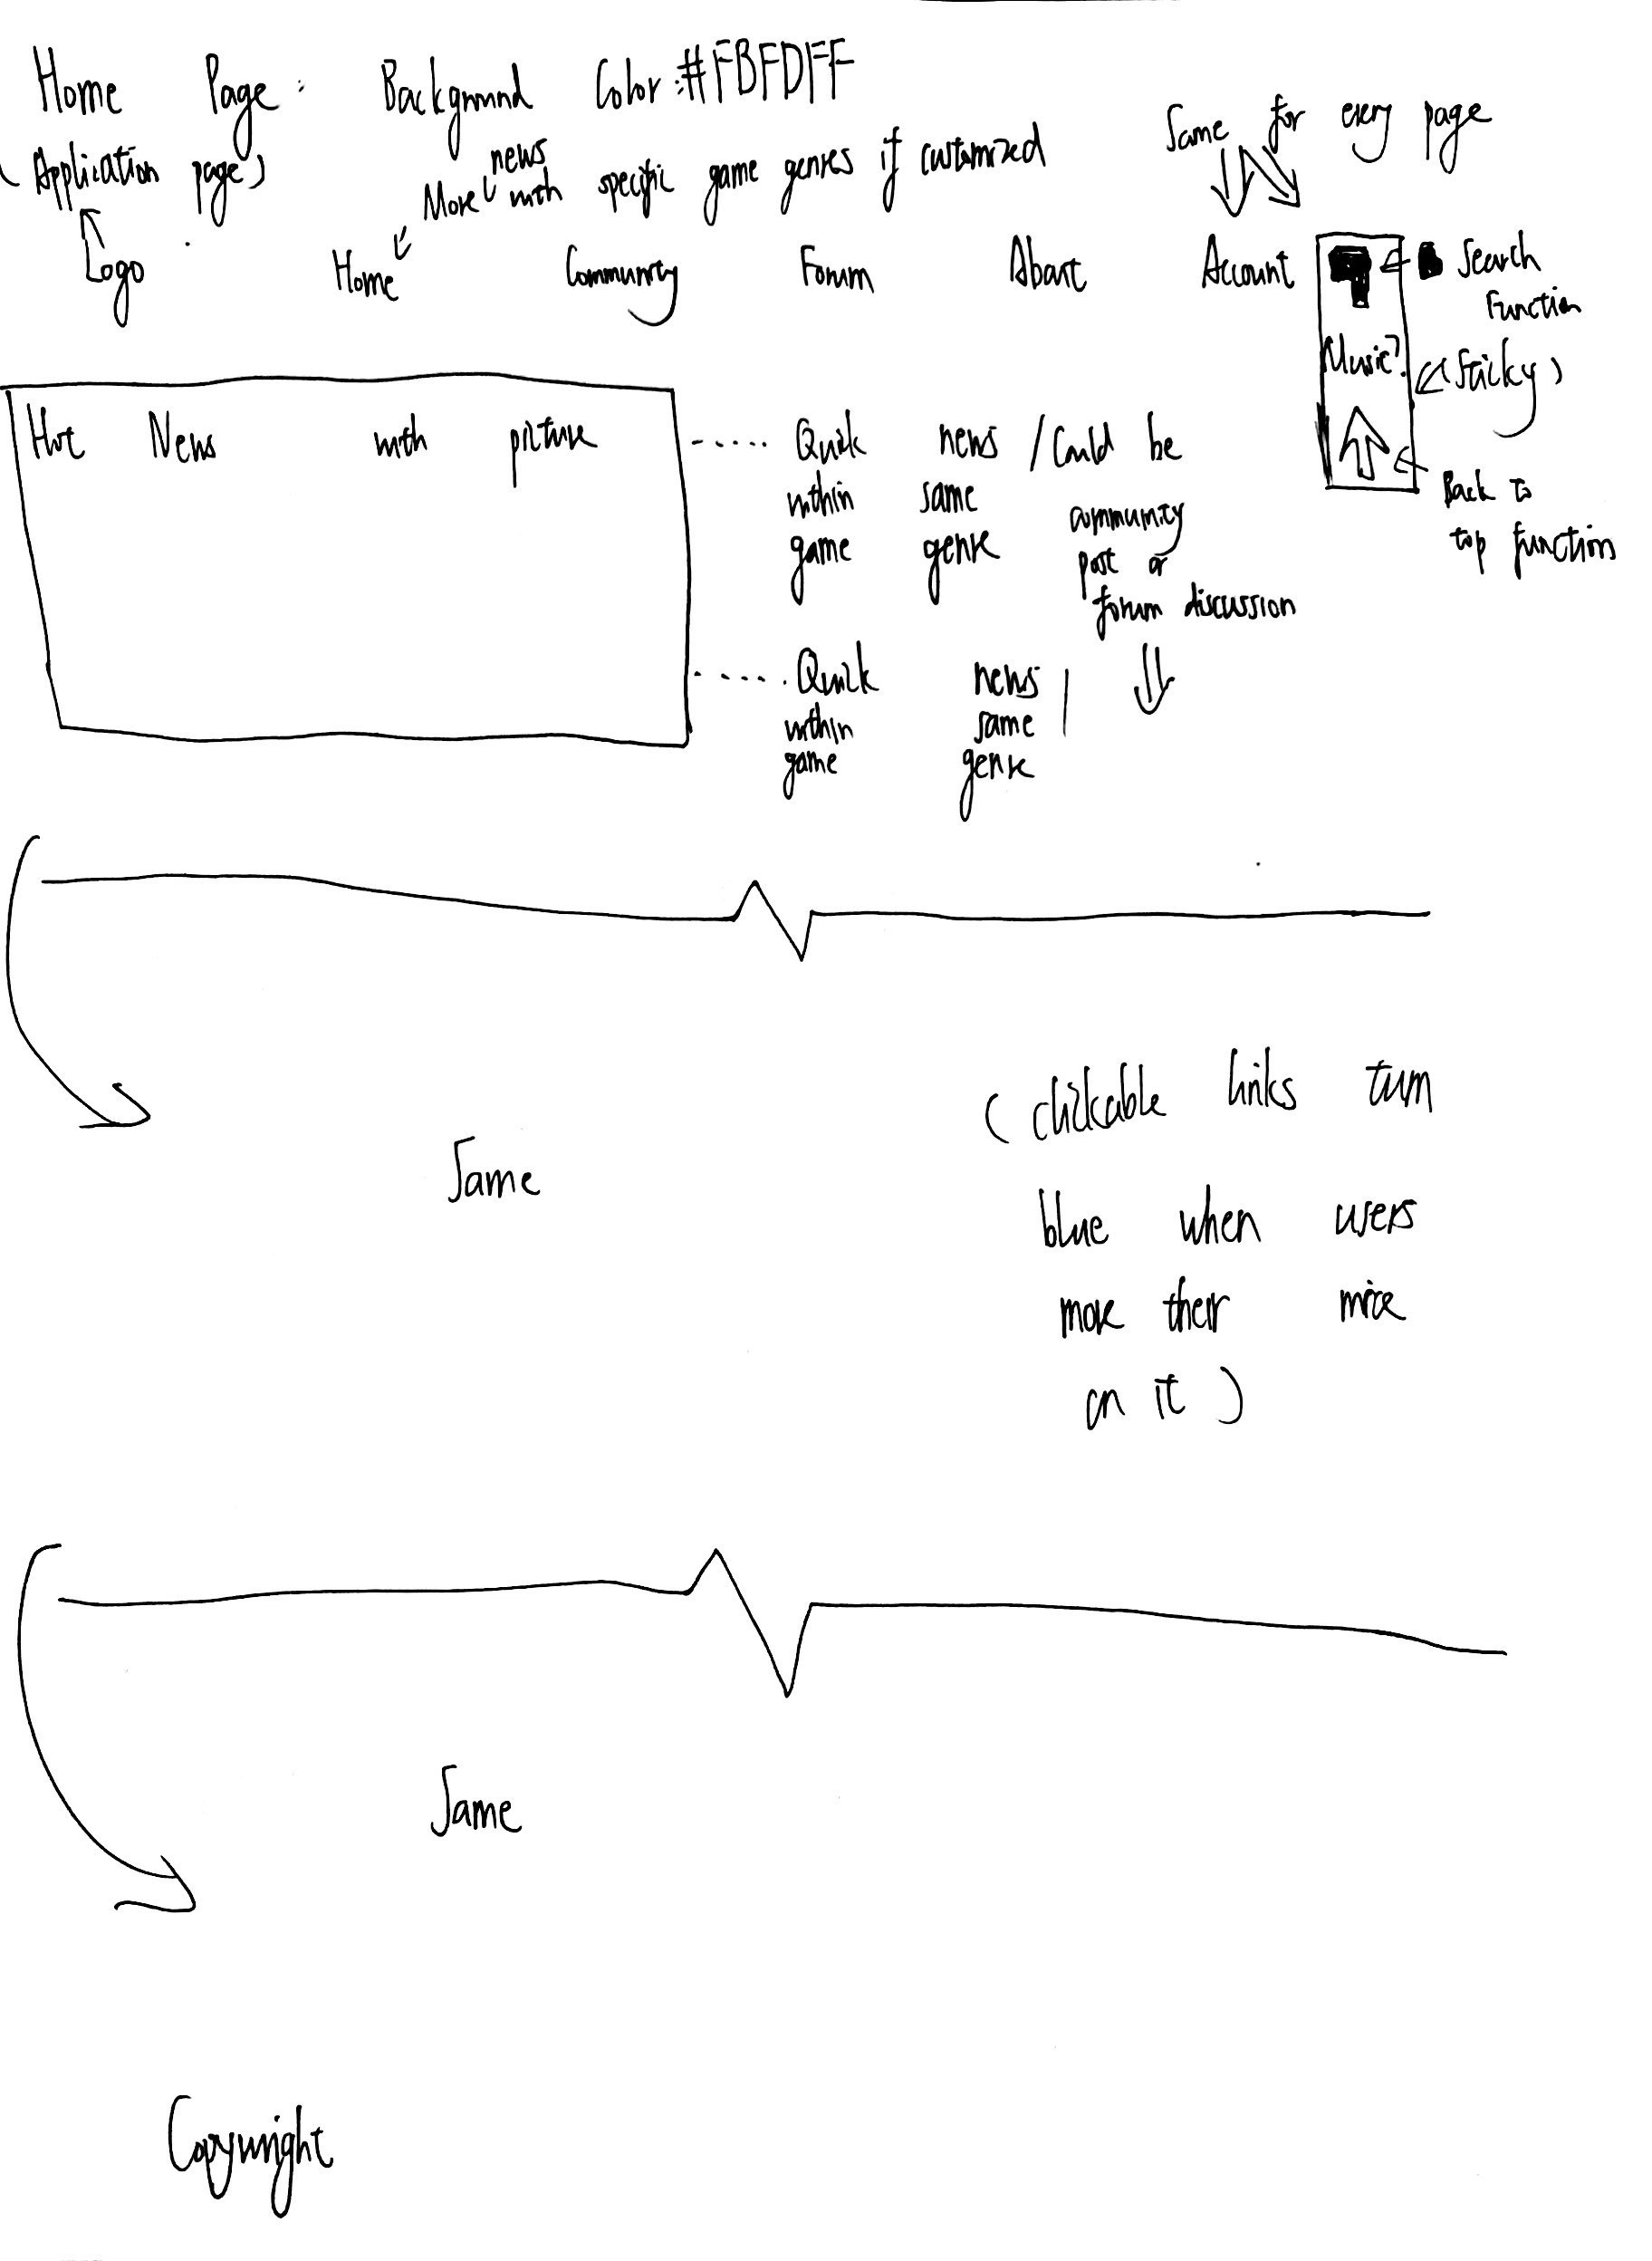 Home Page: Background Color:#FBFDFF
(Application page)
More news with specific game genres if customized
Same for every page
Logo
Home Community Forum About Account
Search
Function
Music?
(Sticky)
Back to
top function
Hot News with picture
Quick news / Could be
within same community
game genre post or
forum discussion
Quick news /
within same
game genre
Same
(clickable links turn
blue when users
move their mice
on it)
Same
Copywright